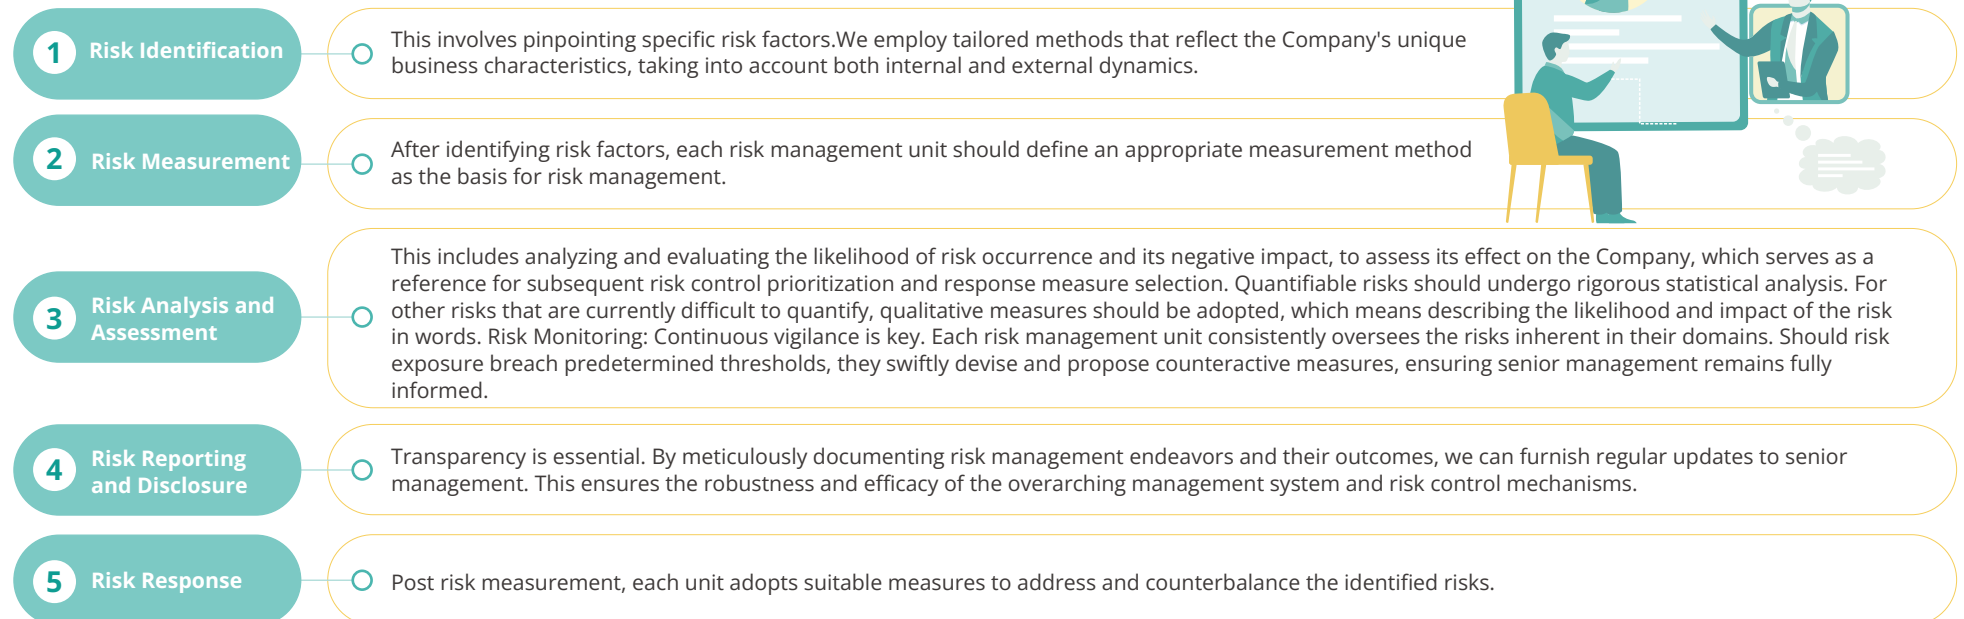 1 Risk Identification
This involves pinpointing specific risk factors.We employ tailored methods that reflect the Company's unique
business characteristics, taking into account both internal and external dynamics.
2 Risk Measurement
After identifying risk factors, each risk management unit should define an appropriate measurement method
as the basis for risk management.
3 Risk Analysis and
Assessment
This includes analyzing and evaluating the likelihood of risk occurrence and its negative impact, to assess its effect on the Company, which serves as a
reference for subsequent risk control prioritization and response measure selection. Quantifiable risks should undergo rigorous statistical analysis. For
other risks that are currently difficult to quantify, qualitative measures should be adopted, which means describing the likelihood and impact of the risk
in words. Risk Monitoring: Continuous vigilance is key. Each risk management unit consistently oversees the risks inherent in their domains. Should risk
exposure breach predetermined thresholds, they swiftly devise and propose counteractive measures, ensuring senior management remains fully
informed.
4 Risk Reporting
and Disclosure
Transparency is essential. By meticulously documenting risk management endeavors and their outcomes, we can furnish regular updates to senior
management. This ensures the robustness and efficacy of the overarching management system and risk control mechanisms.
5 Risk Response
Post risk measurement, each unit adopts suitable measures to address and counterbalance the identified risks.